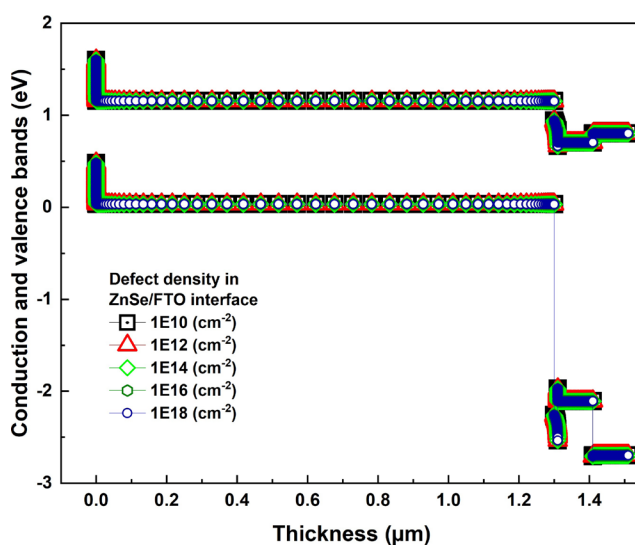 Conduction and valence bands (eV)
2
1
0
-1
-2
-3
Defect density in
ZnSe/FTO interface
1E10 (cm⁻²)
1E12 (cm⁻²)
1E14 (cm⁻²)
1E16 (cm⁻²)
1E18 (cm⁻²)
0.0 0.2 0.4 0.6 0.8 1.0 1.2 1.4
Thickness (μm)